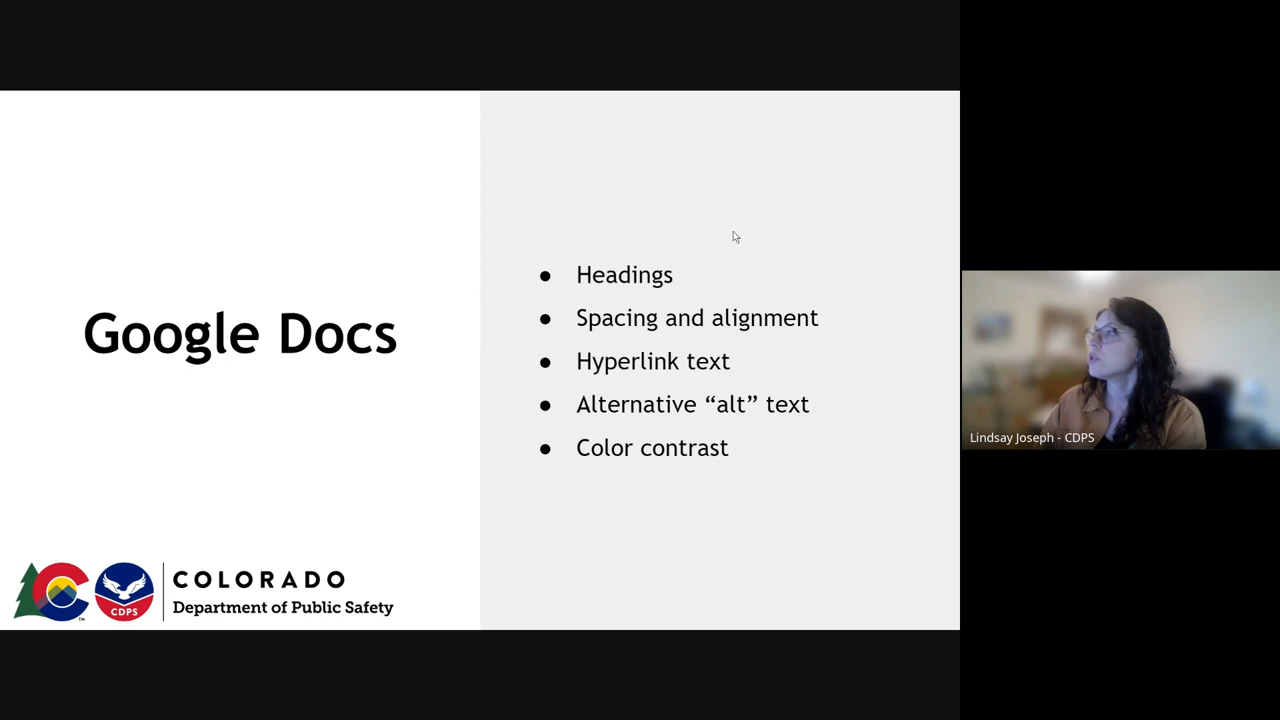 Google Docs
● Headings
● Spacing and alignment
● Hyperlink text
● Alternative “alt” text
● Color contrast
CDPS
TM
COLORADO
Department of Public Safety
Lindsay Joseph - CDPS